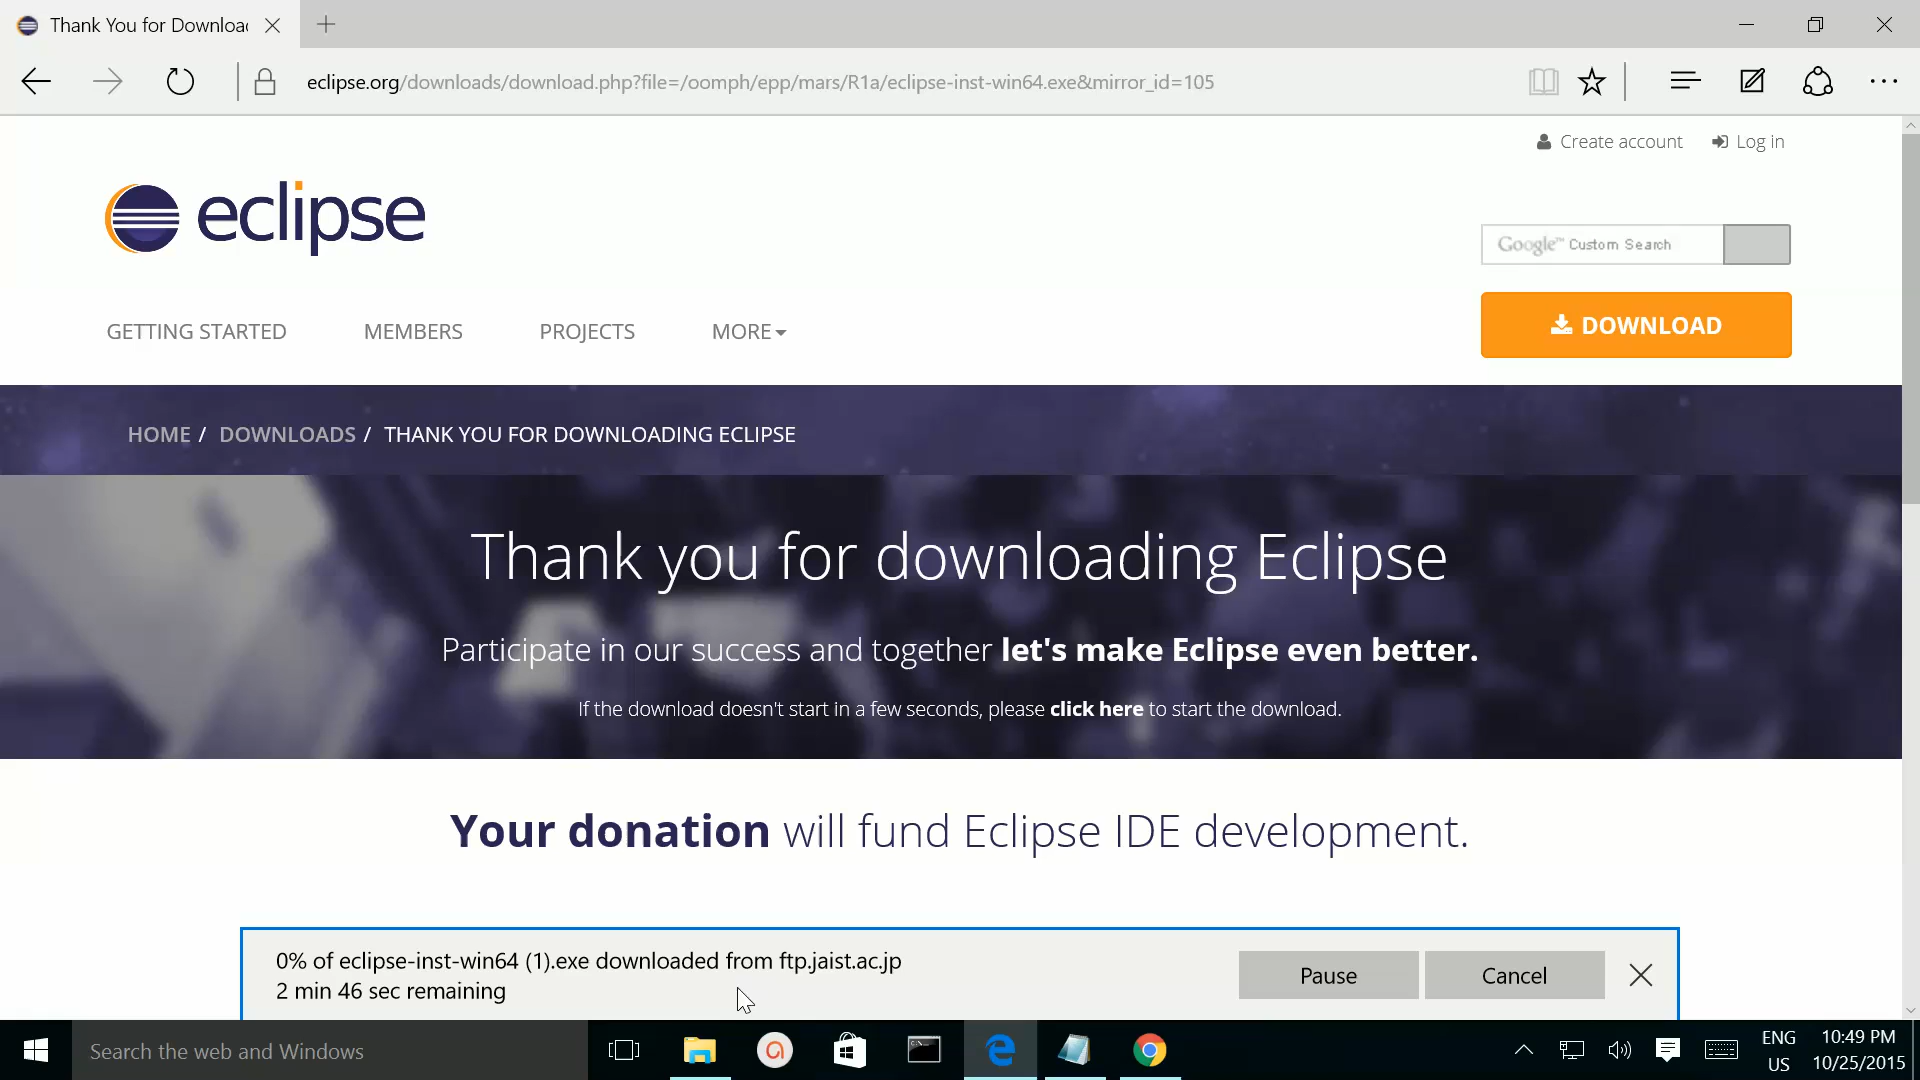 Thank You for Downloa
eclipse.org/downloads/download.php?file=/oomph/epp/mars/R1a/eclipse-inst-win64.exe&mirror_id=105
Create account
Log in
eclipse
Google™ Custom Search
GETTING STARTED
MEMBERS
PROJECTS
MORE
DOWNLOAD
HOME / DOWNLOADS / THANK YOU FOR DOWNLOADING ECLIPSE
Thank you for downloading Eclipse
Participate in our success and together let's make Eclipse even better.
If the download doesn't start in a few seconds, please click here to start the download.
Your donation will fund Eclipse IDE development.
0% of eclipse-inst-win64 (1).exe downloaded from ftp.jaist.ac.jp
2 min 46 sec remaining
Pause
Cancel
Search the web and Windows
ENG
US
10:49 PM
10/25/2015